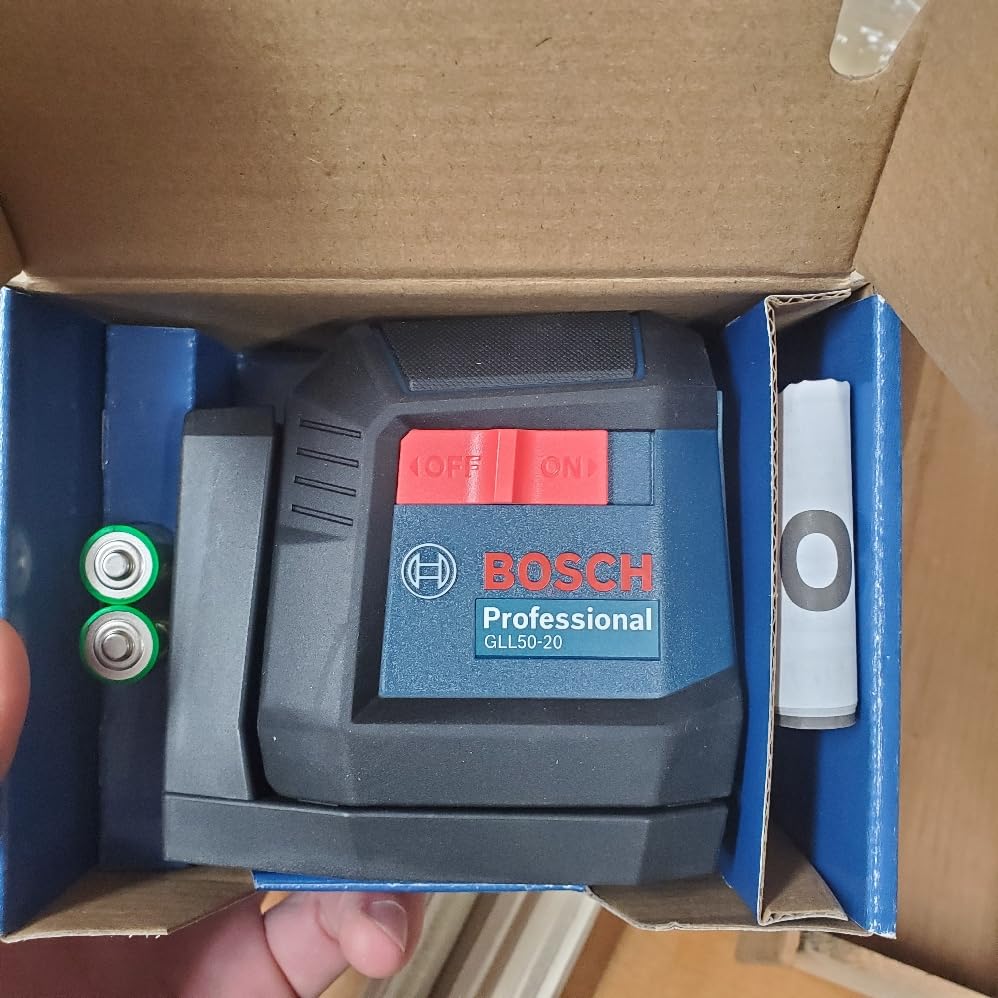 OFF ON
BOSCH
Professional
GLL50-20